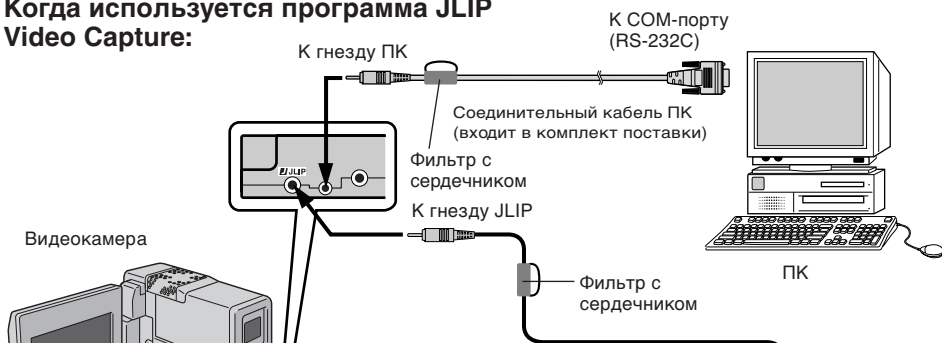 Когда используется программа JLIP
Video Capture:
К COM-порту
(RS-232C)
К гнезду ПК
Соединительный кабель ПК
(входит в комплект поставки)
Фильтр с
сердечником
JLIP
К гнезду JLIP
Видеокамера
ПК
Фильтр с
сердечником